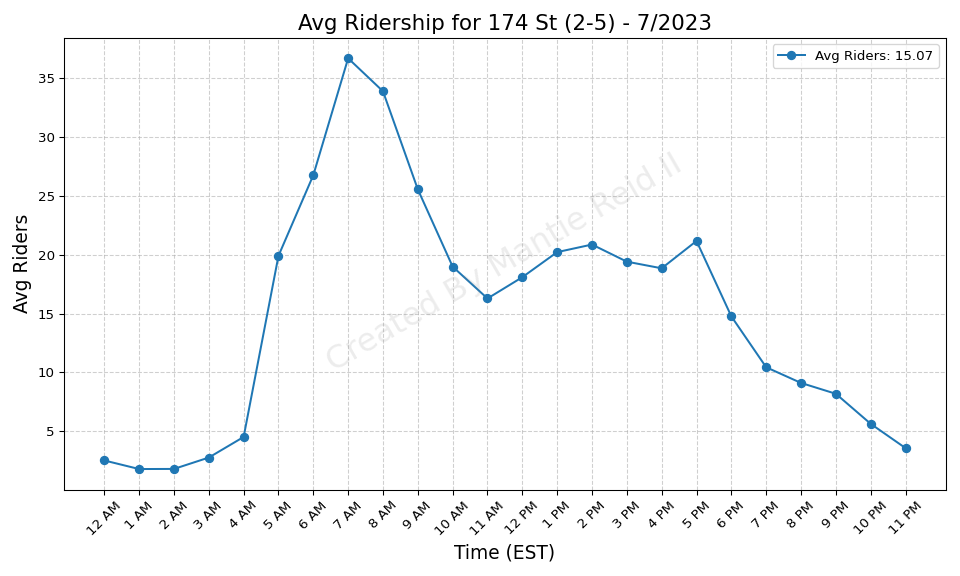 Avg Ridership for 174 St (2-5) - 7/2023
Avg Riders: 15.07
Avg Riders
35
30
25
20
15
10
5
Created By Mantie Reid II
12 AM
1 AM
2 AM
3 AM
4 AM
5 AM
6 AM
7 AM
8 AM
9 AM
10 AM
11 AM
12 PM
1 PM
2 PM
3 PM
4 PM
5 PM
6 PM
7 PM
8 PM
9 PM
10 PM
11 PM
Time (EST)